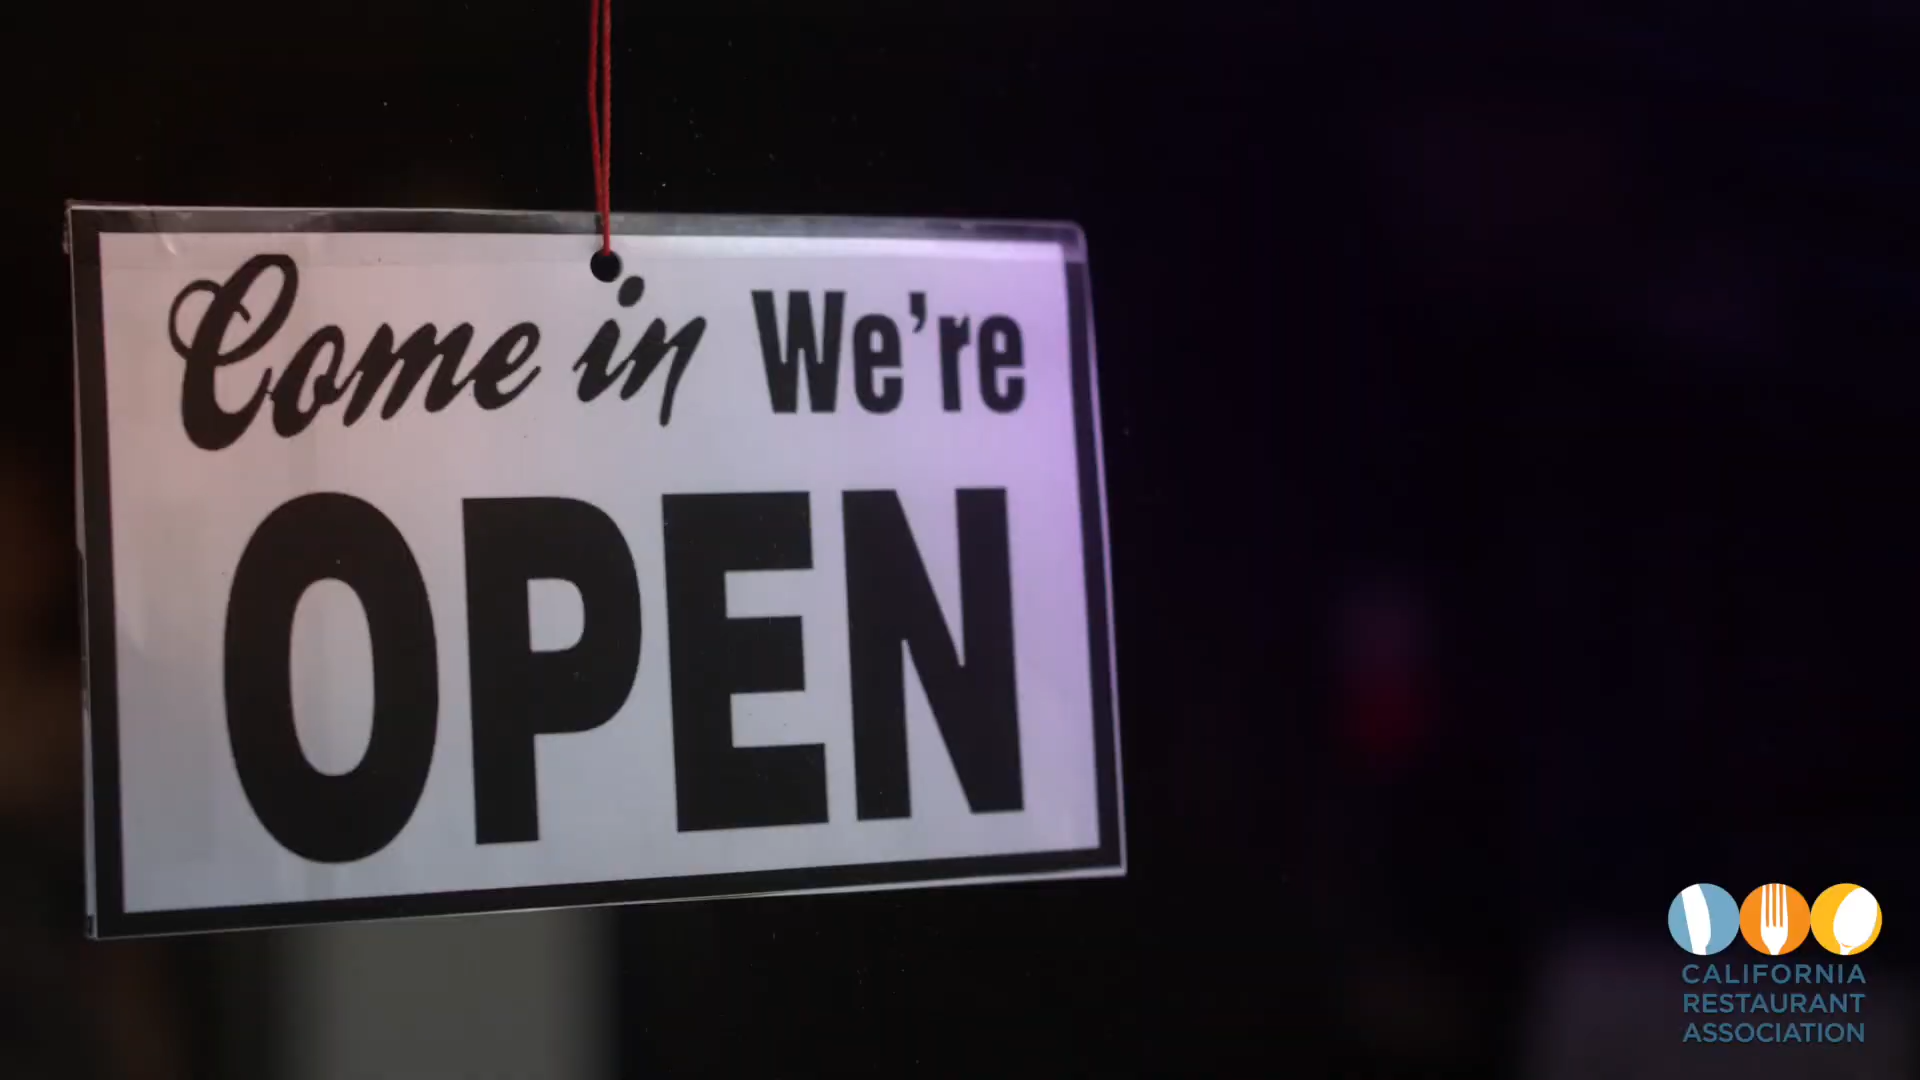 Come in We're
OPEN
CALIFORNIA
RESTAURANT
ASSOCIATION